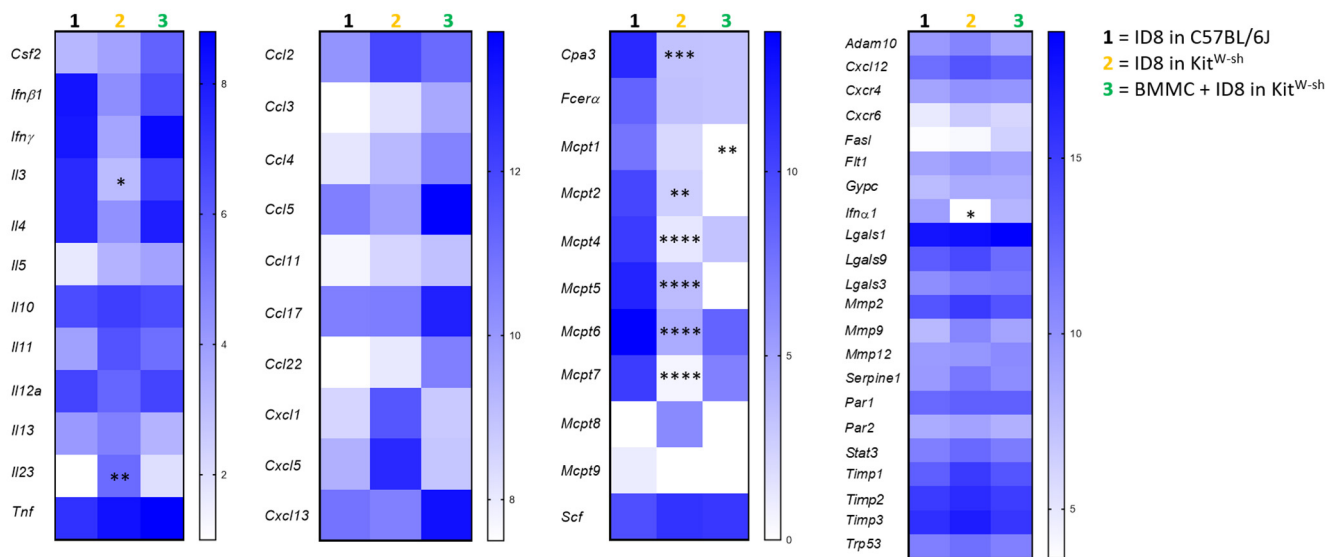 1 2 3
Csf2
Ifnβ1
Ifnγ
Il3 *
Il4
Il5
Il10
Il11
Il12a
Il13
Il23 **
Tnf
8
6
4
2
1 2 3
Ccl2
Ccl3
Ccl4
Ccl5
Ccl11
Ccl17
Ccl22
Cxcl1
Cxcl5
Cxcl13
12
10
8
1 2 3
Cpa3 ***
Fcerα
Mcpt1 **
Mcpt2 **
Mcpt4 ****
Mcpt5 ****
Mcpt6 ****
Mcpt7 ****
Mcpt8
Mcpt9
Scf
10
5
0
1 2 3
Adam10
Cxcl12
Cxcr4
Cxcr6
Fasl
Flt1
Gypc
Ifnα1 *
Lgals1
Lgals9
Lgals3
Mmp2
Mmp9
Mmp12
Serpine1
Par1
Par2
Stat3
Timp1
Timp2
Timp3
Trp53
15
10
5
1 = ID8 in C57BL/6J
2 = ID8 in Kit^W-sh
3 = BMMC + ID8 in Kit^W-sh